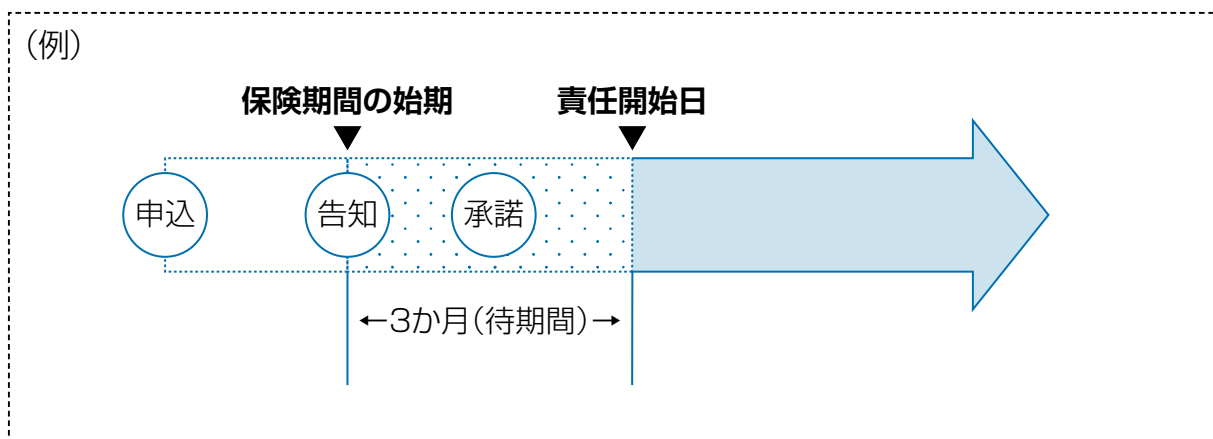 (例)
保険期間の始期 責任開始日
申込 告知 承諾
←3か月(待期間)→